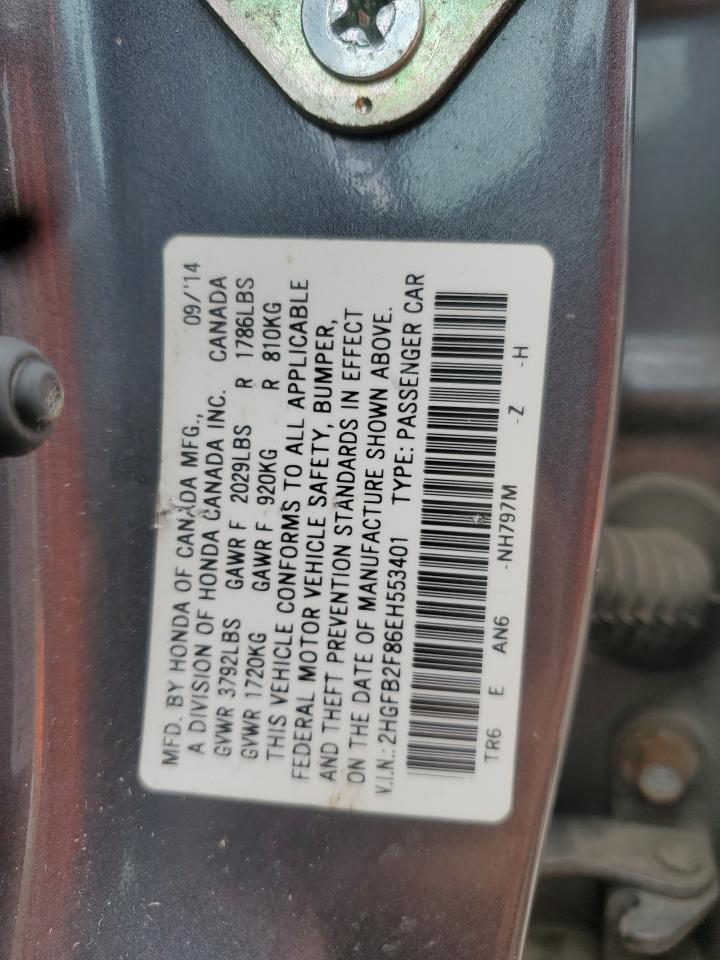 MFD. BY HONDA OF CANADA MFG., 09/'14
A DIVISION OF HONDA CANADA INC. CANADA
GVWR 3792LBS GAWR F 2029LBS R 1786LBS
GVWR 1720KG GAWR F 920KG R 810KG
THIS VEHICLE CONFORMS TO ALL APPLICABLE
FEDERAL MOTOR VEHICLE SAFETY, BUMPER,
AND THEFT PREVENTION STANDARDS IN EFFECT
ON THE DATE OF MANUFACTURE SHOWN ABOVE.
V.I.N.: 2HGFB2F86EH553401 TYPE: PASSENGER CAR
TR6 E AN6 -NH797M -Z -H